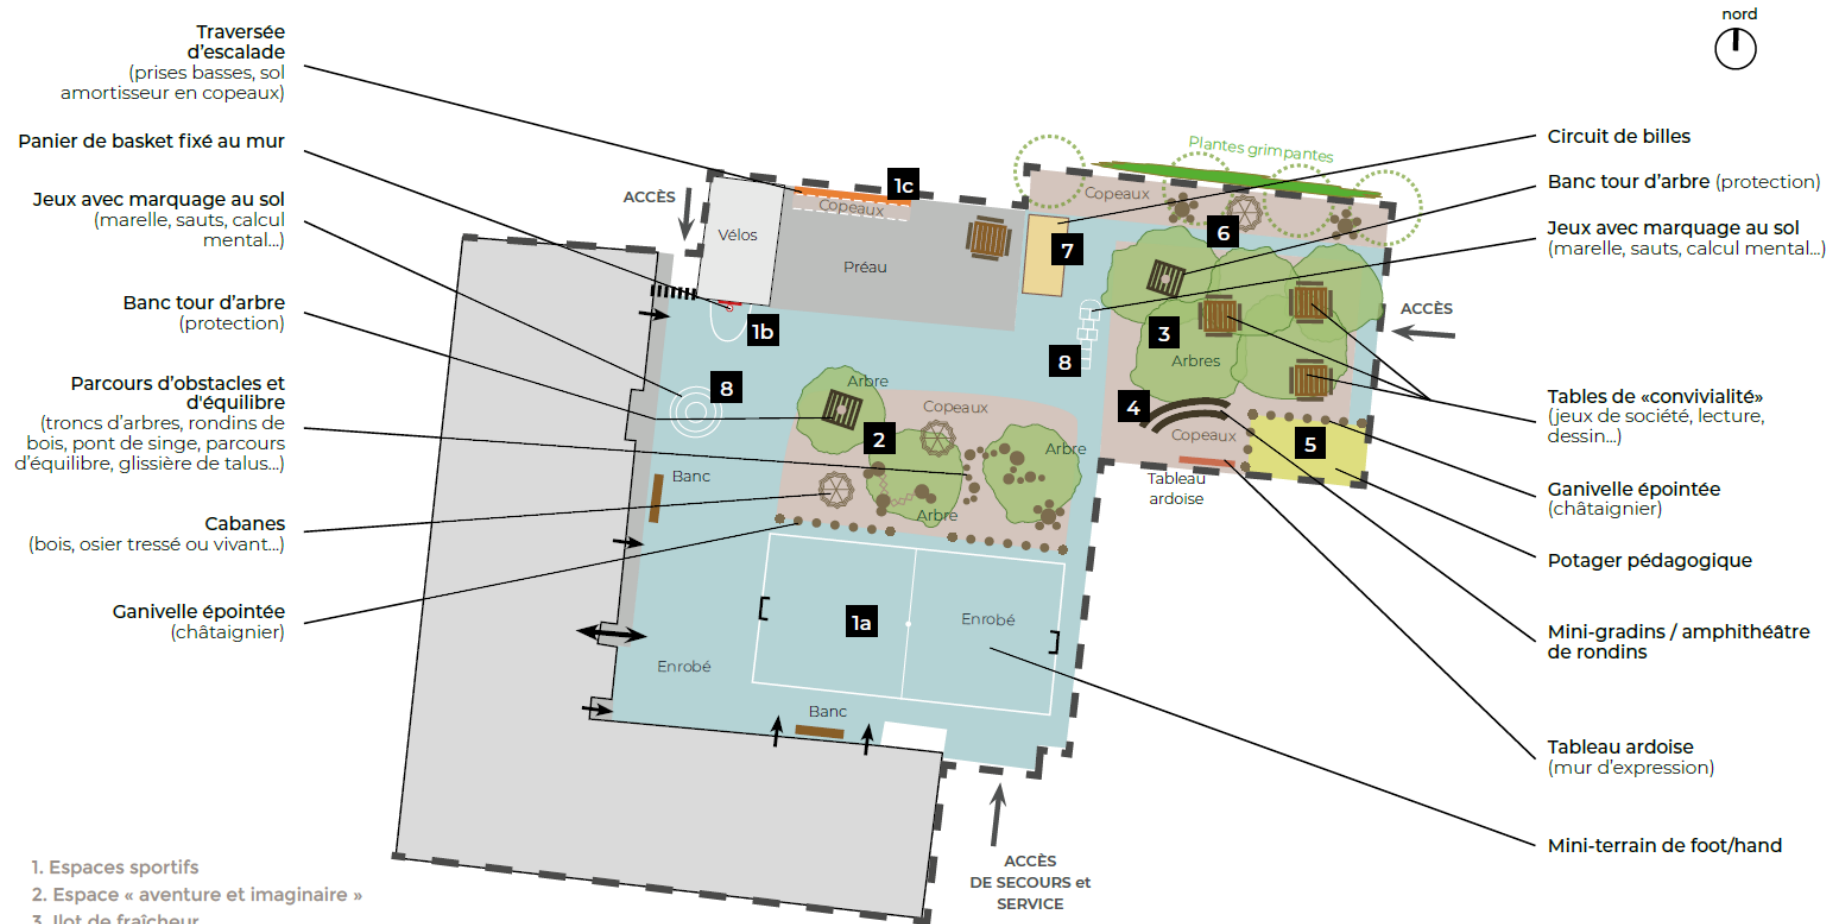 nord
Traversée
d'escalade
(prises basses, sol
amortisseur en copeaux)
Panier de basket fixé au mur
Jeux avec marquage au sol
(marelle, sauts, calcul
mental...)
Banc tour d'arbre
(protection)
Parcours d'obstacles et
d'équilibre
(troncs d'arbres, rondins de
bois, pont de singe, parcours
d'équilibre, glissière de talus...)
Cabanes
(bois, osier tressé ou vivant...)
Ganivelle épointée
(châtaignier)
1. Espaces sportifs
2. Espace « aventure et imaginaire »
3. Ilot de fraîcheur
ACCÈS
Vélos
1c
Copeaux
Préau
1b
8
Arbre
Copeaux
2
Arbre
Arbre
Banc
1a
Enrobé
Enrobé
Banc
ACCÈS
DE SECOURS et
SERVICE
Plantes grimpantes
Copeaux
6
7
3
Arbres
8
4
Copeaux
5
Tableau
ardoise
ACCÈS
Circuit de billes
Banc tour d'arbre (protection)
Jeux avec marquage au sol
(marelle, sauts, calcul mental...)
Tables de «convivialité»
(jeux de société, lecture,
dessin...)
Ganivelle épointée
(châtaignier)
Potager pédagogique
Mini-gradins / amphithéâtre
de rondins
Tableau ardoise
(mur d'expression)
Mini-terrain de foot/hand